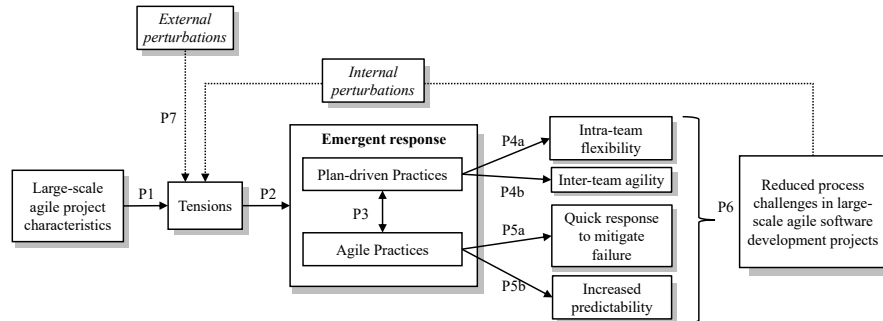 External
perturbations
Internal
perturbations
P7
Large-scale
agile project
characteristics
P1
Tensions
P2
Emergent response
Plan-driven Practices
P3
Agile Practices
P4a
P4b
P5a
P5b
Intra-team
flexibility
Inter-team agility
Quick response
to mitigate
failure
Increased
predictability
P6
Reduced process
challenges in large-
scale agile software
development projects